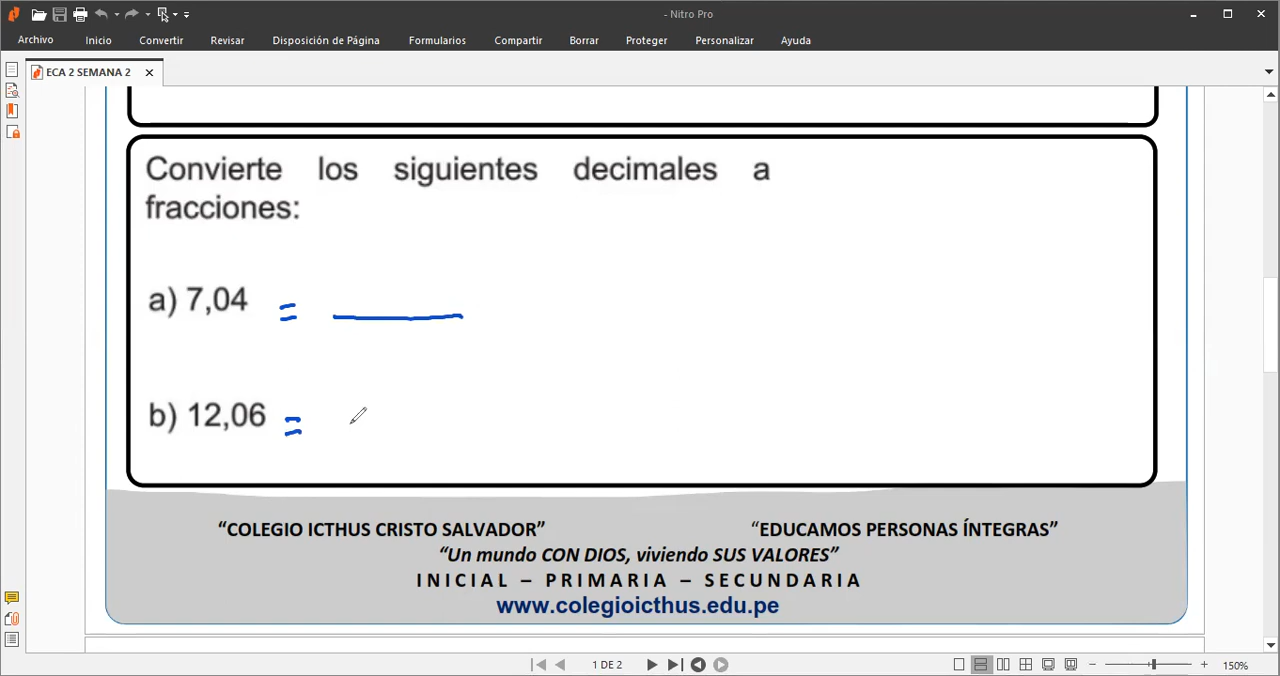 - Nitro Pro
Archivo Inicio Convertir Revisar Disposición de Página Formularios Compartir Borrar Proteger Personalizar Ayuda
ECA 2 SEMANA 2
Convierte los siguientes decimales a
fracciones:
a) 7,04 =
b) 12,06 =
“COLEGIO ICTHUS CRISTO SALVADOR” “EDUCAMOS PERSONAS ÍNTEGRAS”
“Un mundo CON DIOS, viviendo SUS VALORES”
INICIAL – PRIMARIA – SECUNDARIA
www.colegioicthus.edu.pe
1 DE 2 150%